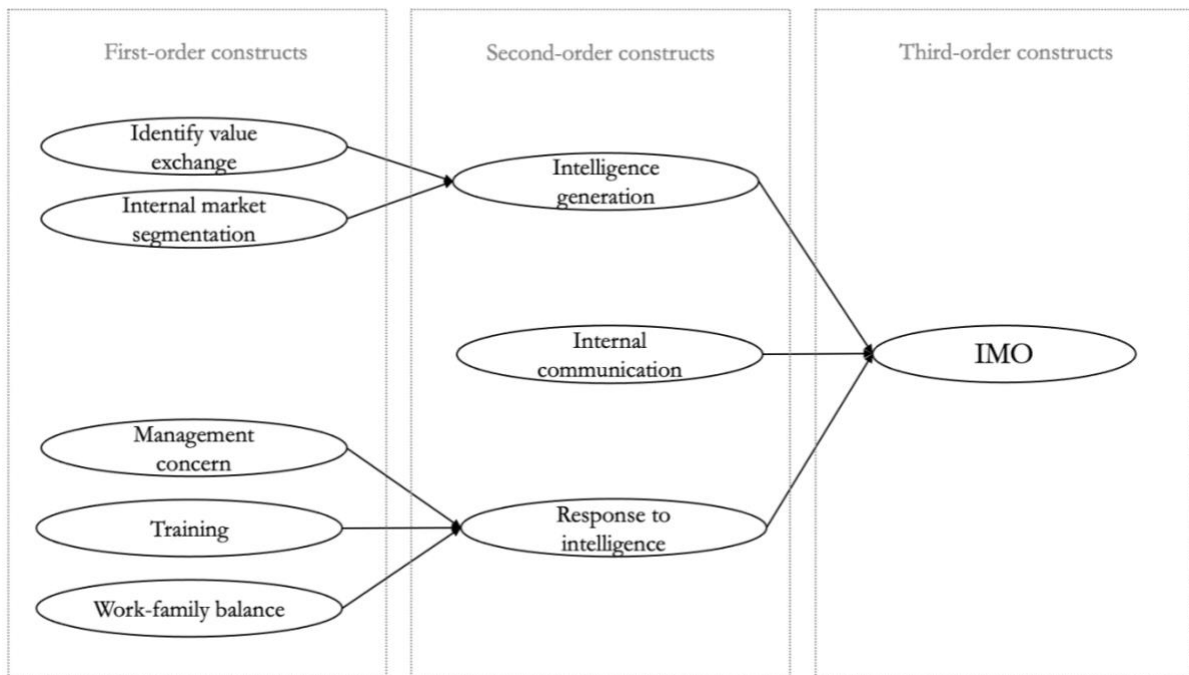 First-order constructs
Second-order constructs
Third-order constructs
Identify value
exchange
Internal market
segmentation
Intelligence
generation
Internal
communication
IMO
Management
concern
Training
Work-family balance
Response to
intelligence